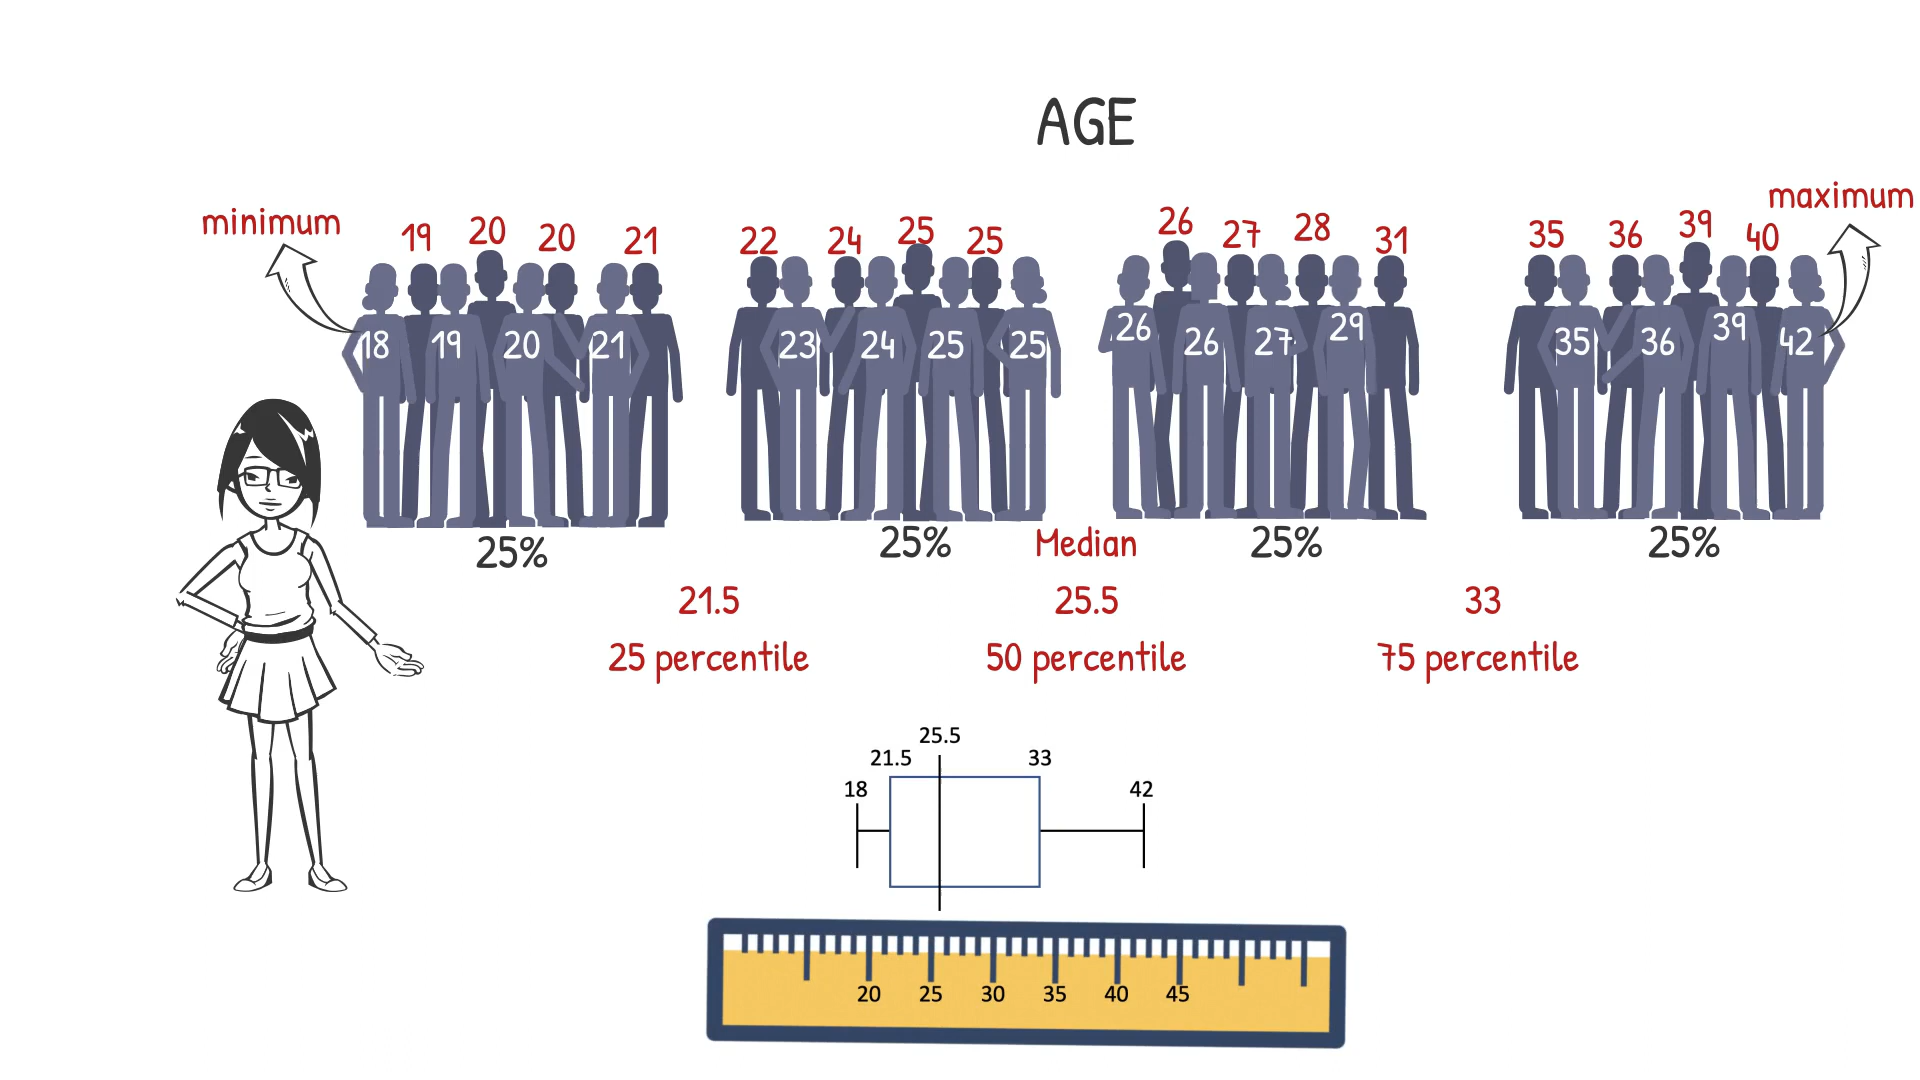 AGE
minimum
maximum
19 20 20 21
22 24 25 25
26 27 28 31
35 36 39 40
18 19 20 21
23 24 25 25
26 26 27 29
35 36 39 42
25%
25%
Median
25%
25%
21.5
25.5
33
25 percentile
50 percentile
75 percentile
25.5
21.5
33
18
42
20 25 30 35 40 45